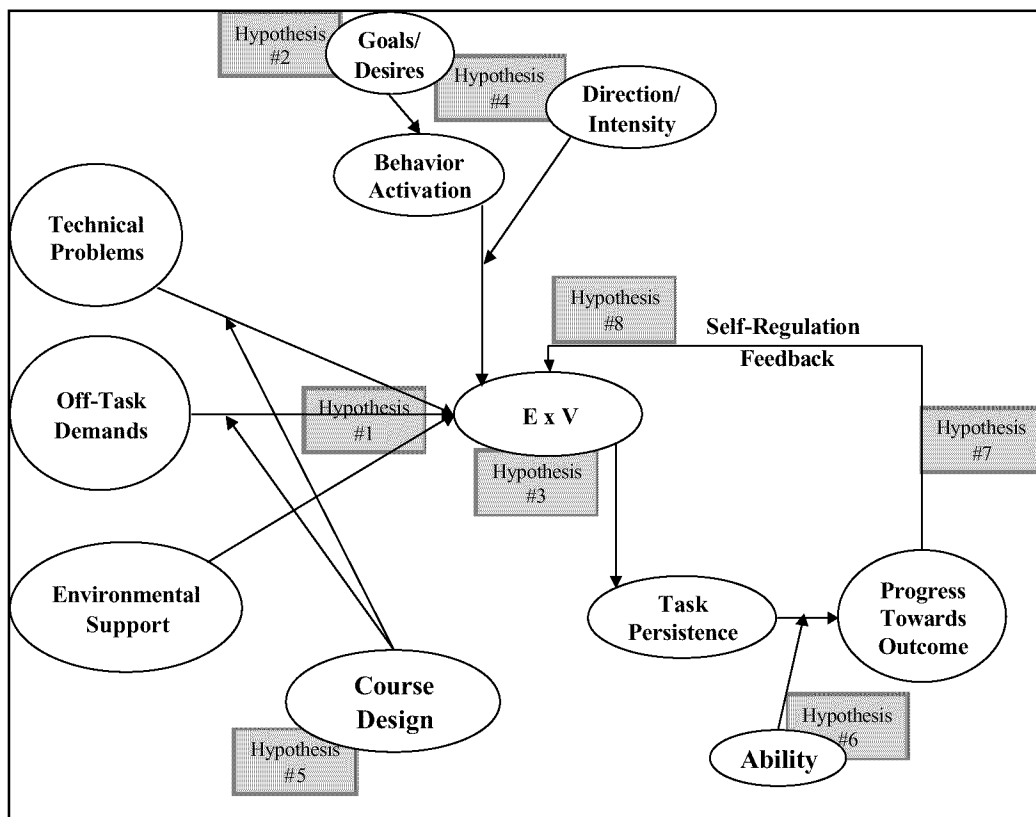 Hypothesis
#2
Goals/
Desires
Hypothesis
#4
Direction/
Intensity
Behavior
Activation
Technical
Problems
Hypothesis
#8
Self-Regulation
Feedback
Off-Task
Demands
Hypothesis
#1
E x V
Hypothesis
#7
Hypothesis
#3
Environmental
Support
Task
Persistence
Progress
Towards
Outcome
Course
Design
Hypothesis
#5
Hypothesis
#6
Ability